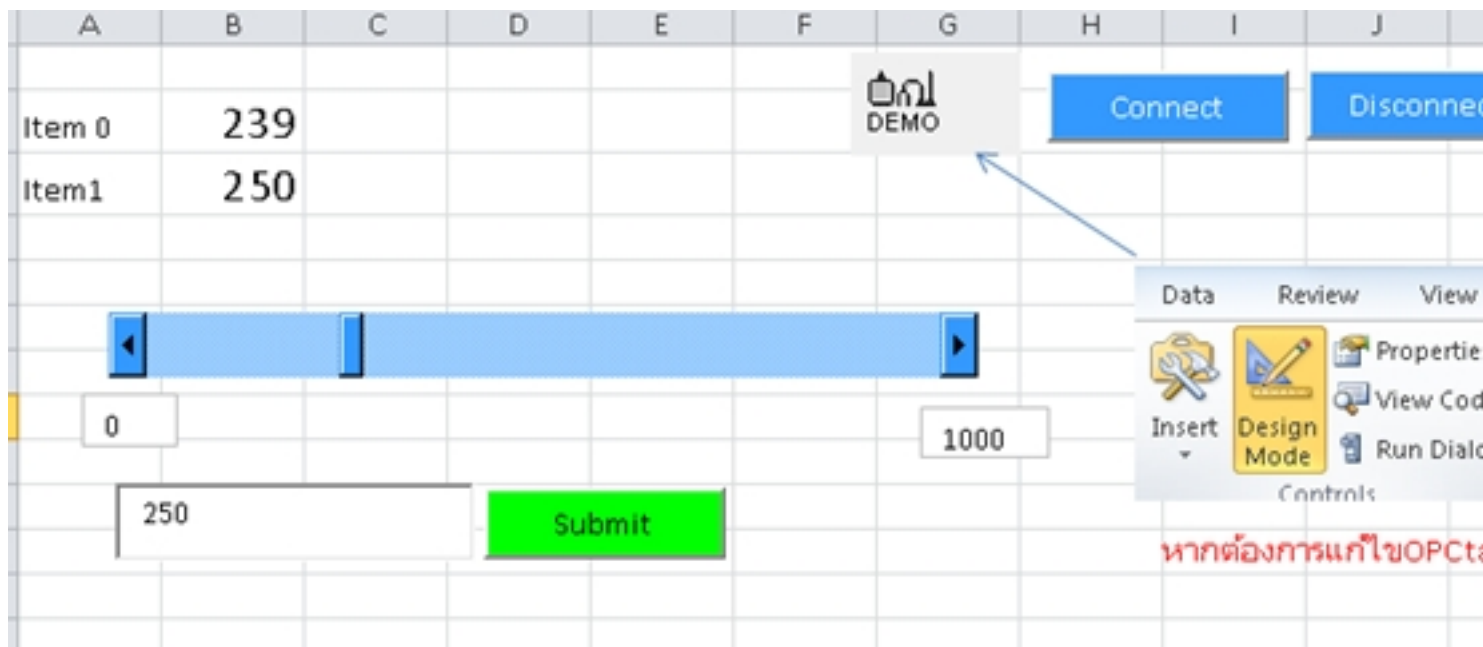 A B C D E F G H I J
Item 0 239
Item1 250
DEMO
Connect
Data Review View
Insert
Design Mode
Controls
0
1000
250
Submit